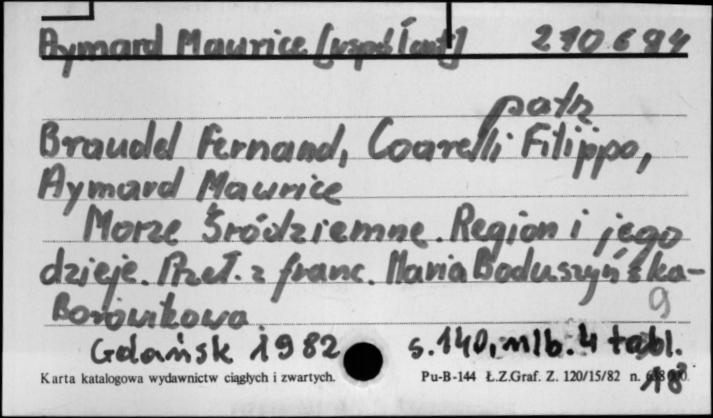 Aymard Maurice [współaut] 210.694
patrz
Braudel Fernand, Coarelli Filippo,
Aymard Maurice
Morze Śródziemne. Region i jego
dzieje. Przeł. z franc. Maria Boduszyńska-
Borowikowa 9
Gdańsk 1982 s. 140, nlb. 4 tabl.
Karta katalogowa wydawnictw ciągłych i zwartych. Pu-B-144 Ł.Z.Graf. Z. 120/15/82 n.